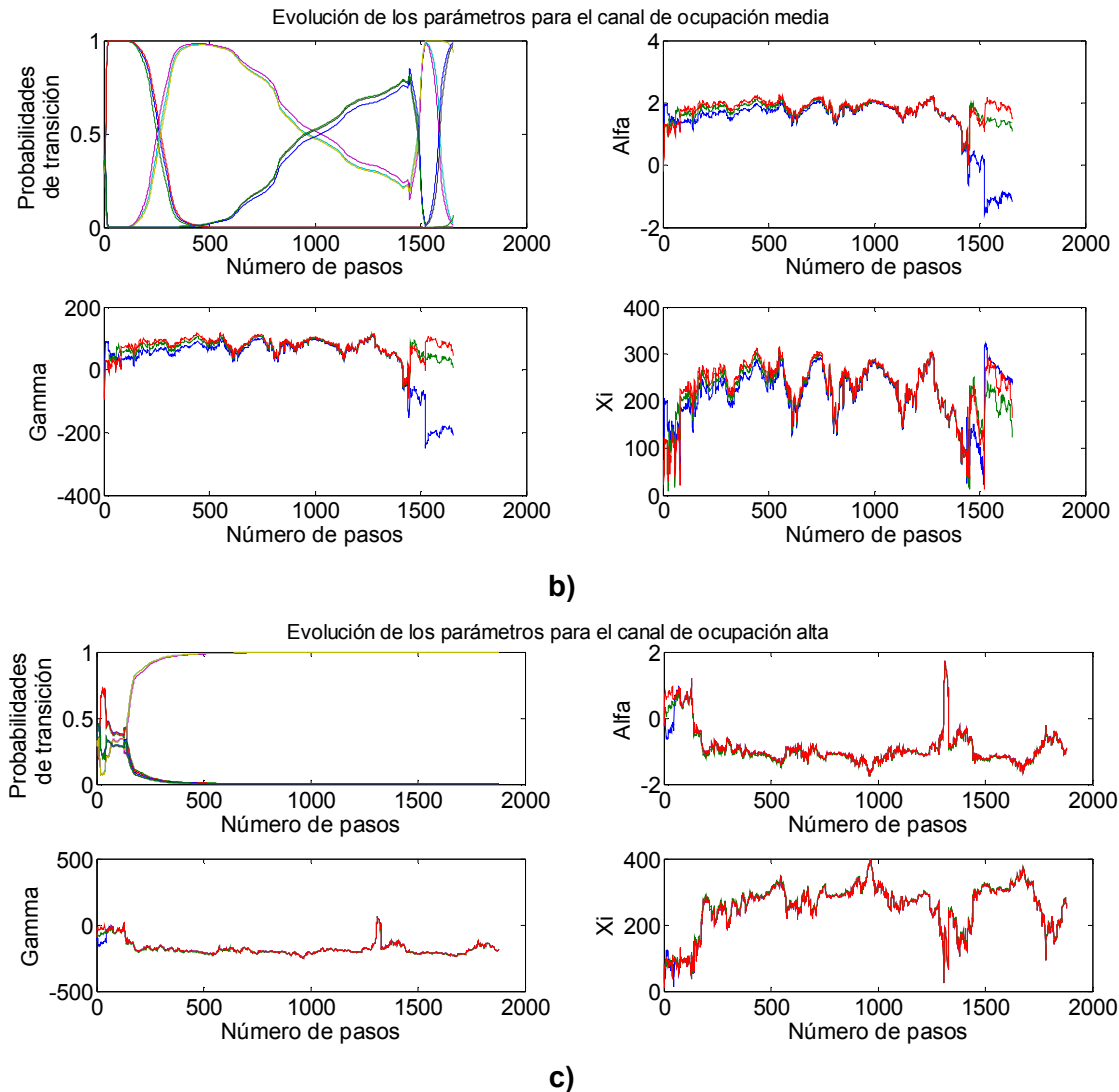 Evolución de los parámetros para el canal de ocupación media
Probabilidades
de transición
1
0.5
0
0 500 1000 1500 2000
Número de pasos
Alfa
4
2
0
-2
0 500 1000 1500 2000
Número de pasos
Gamma
200
0
-200
-400
0 500 1000 1500 2000
Número de pasos
Xi
400
300
200
100
0
0 500 1000 1500 2000
Número de pasos
b)
Evolución de los parámetros para el canal de ocupación alta
Probabilidades
de transición
1
0.5
0
0 500 1000 1500 2000
Número de pasos
Alfa
2
0
-2
0 500 1000 1500 2000
Número de pasos
Gamma
500
0
-500
0 500 1000 1500 2000
Número de pasos
Xi
400
200
0
0 500 1000 1500 2000
Número de pasos
c)